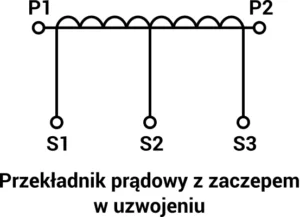 P1 P2
S1 S2 S3
Przekładnik prądowy z zaczepem
w uzwojeniu